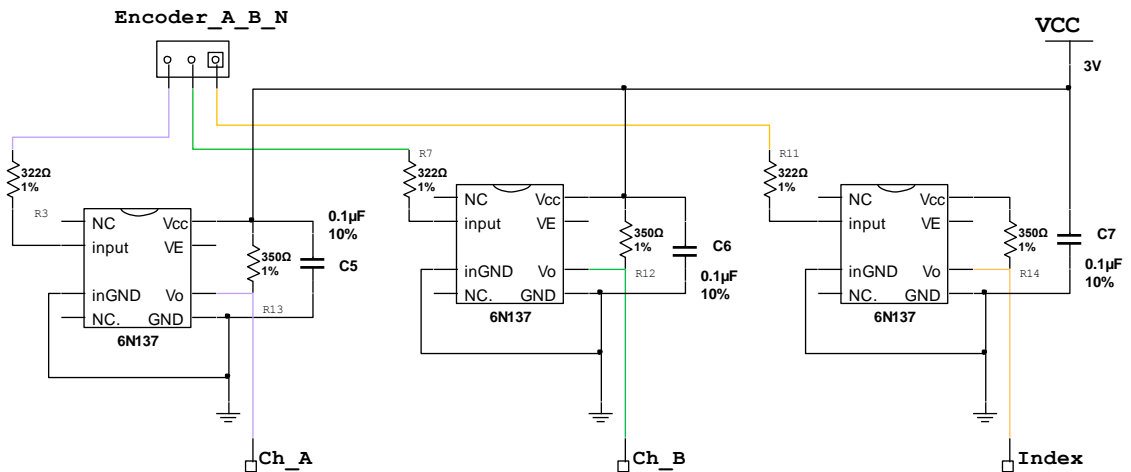 Encoder_A_B_N
VCC
3V
R7
R11
322Ω
1%
322Ω
1%
322Ω
1%
R3
NC
Vcc
input
VE
inGND
Vo
NC.
GND
6N137
0.1µF
10%
350Ω
1%
C5
R13
NC
Vcc
input
VE
inGND
Vo
NC.
GND
6N137
350Ω
1%
C6
R12
0.1µF
10%
NC
Vcc
input
VE
inGND
Vo
NC.
GND
6N137
350Ω
1%
C7
R14
0.1µF
10%
Ch_A
Ch_B
Index